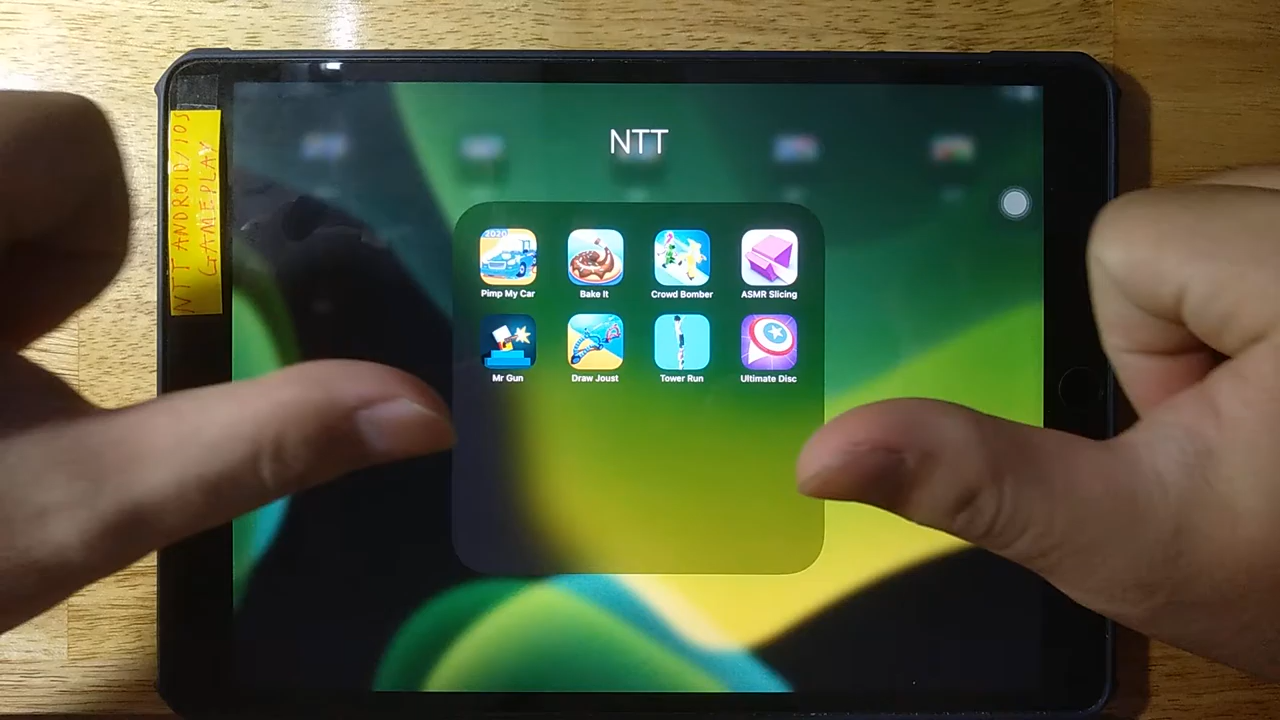 NTT
NTT ANDROID/IOS
GAMEPLAY
2020
Pimp My Car
Bake It
Crowd Bomber
ASMR Slicing
Mr Gun
Draw Joust
Tower Run
Ultimate Disc